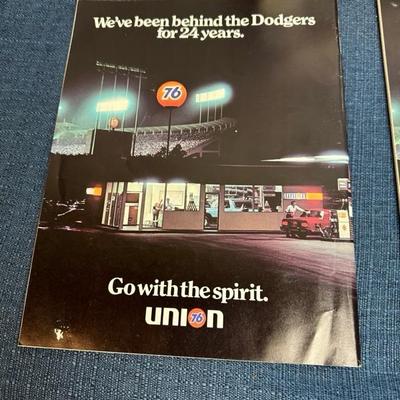 We've been behind the Dodgers
for 24 years.
76
Go with the spirit.
union
76